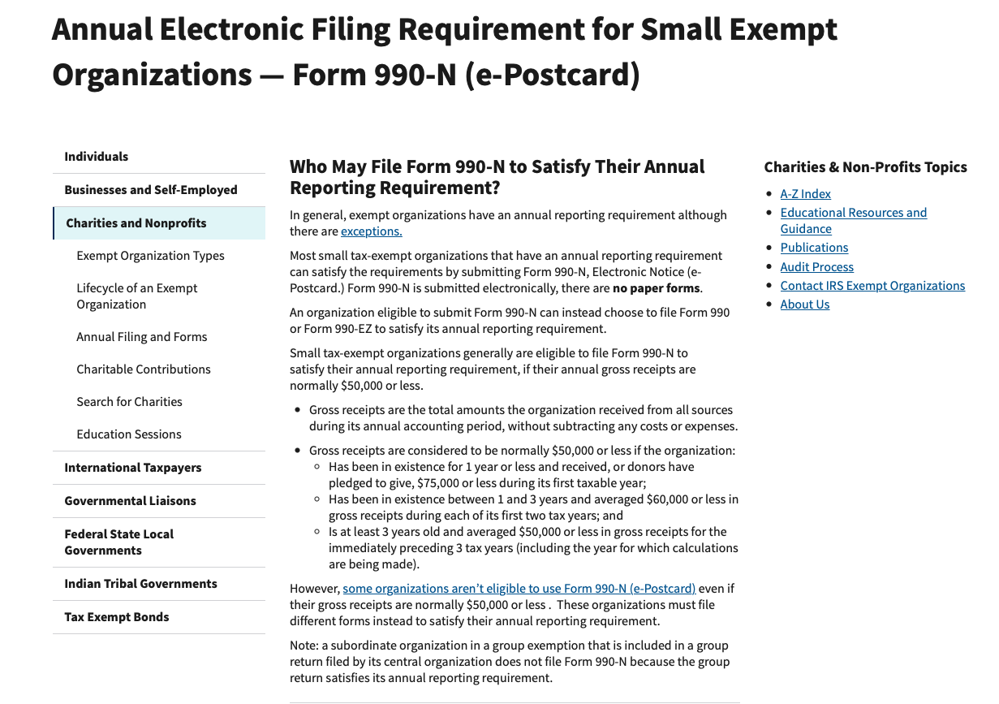 Annual Electronic Filing Requirement for Small Exempt
Organizations — Form 990-N (e-Postcard)
Individuals
Businesses and Self-Employed
Charities and Nonprofits
Exempt Organization Types
Lifecycle of an Exempt
Organization
Annual Filing and Forms
Charitable Contributions
Search for Charities
Education Sessions
International Taxpayers
Governmental Liaisons
Federal State Local
Governments
Indian Tribal Governments
Tax Exempt Bonds
Who May File Form 990-N to Satisfy Their Annual
Reporting Requirement?
In general, exempt organizations have an annual reporting requirement although
there are exceptions.
Most small tax-exempt organizations that have an annual reporting requirement
can satisfy the requirements by submitting Form 990-N, Electronic Notice (e-
Postcard.) Form 990-N is submitted electronically, there are no paper forms.
An organization eligible to submit Form 990-N can instead choose to file Form 990
or Form 990-EZ to satisfy its annual reporting requirement.
Small tax-exempt organizations generally are eligible to file Form 990-N to
satisfy their annual reporting requirement, if their annual gross receipts are
normally $50,000 or less.
• Gross receipts are the total amounts the organization received from all sources
during its annual accounting period, without subtracting any costs or expenses.
• Gross receipts are considered to be normally $50,000 or less if the organization:
◦ Has been in existence for 1 year or less and received, or donors have
pledged to give, $75,000 or less during its first taxable year;
◦ Has been in existence between 1 and 3 years and averaged $60,000 or less in
gross receipts during each of its first two tax years; and
◦ Is at least 3 years old and averaged $50,000 or less in gross receipts for the
immediately preceding 3 tax years (including the year for which calculations
are being made).
However, some organizations aren’t eligible to use Form 990-N (e-Postcard) even if
their gross receipts are normally $50,000 or less . These organizations must file
different forms instead to satisfy their annual reporting requirement.
Note: a subordinate organization in a group exemption that is included in a group
return filed by its central organization does not file Form 990-N because the group
return satisfies its annual reporting requirement.
Charities & Non-Profits Topics
• A-Z Index
• Educational Resources and
Guidance
• Publications
• Audit Process
• Contact IRS Exempt Organizations
• About Us